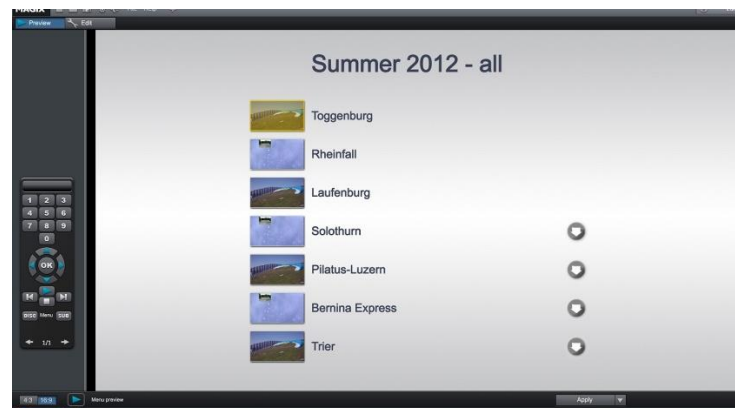 MAGIX
Preview Edit
Summer 2012 - all
Toggenburg
Rheinfall
Laufenburg
Solothurn
Pilatus-Luzern
Bernina Express
Trier
1 2 3
4 5 6
7 8 9
0
OK
DISC Menu SUB
1/1
4:3 16:9 Menu preview Apply